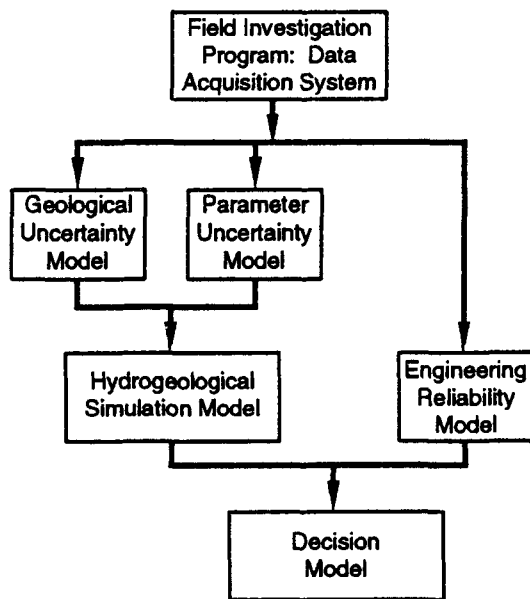 Field Investigation
Program: Data
Acquisition System
Geological
Uncertainty
Model
Parameter
Uncertainty
Model
Hydrogeological
Simulation Model
Engineering
Reliability
Model
Decision
Model